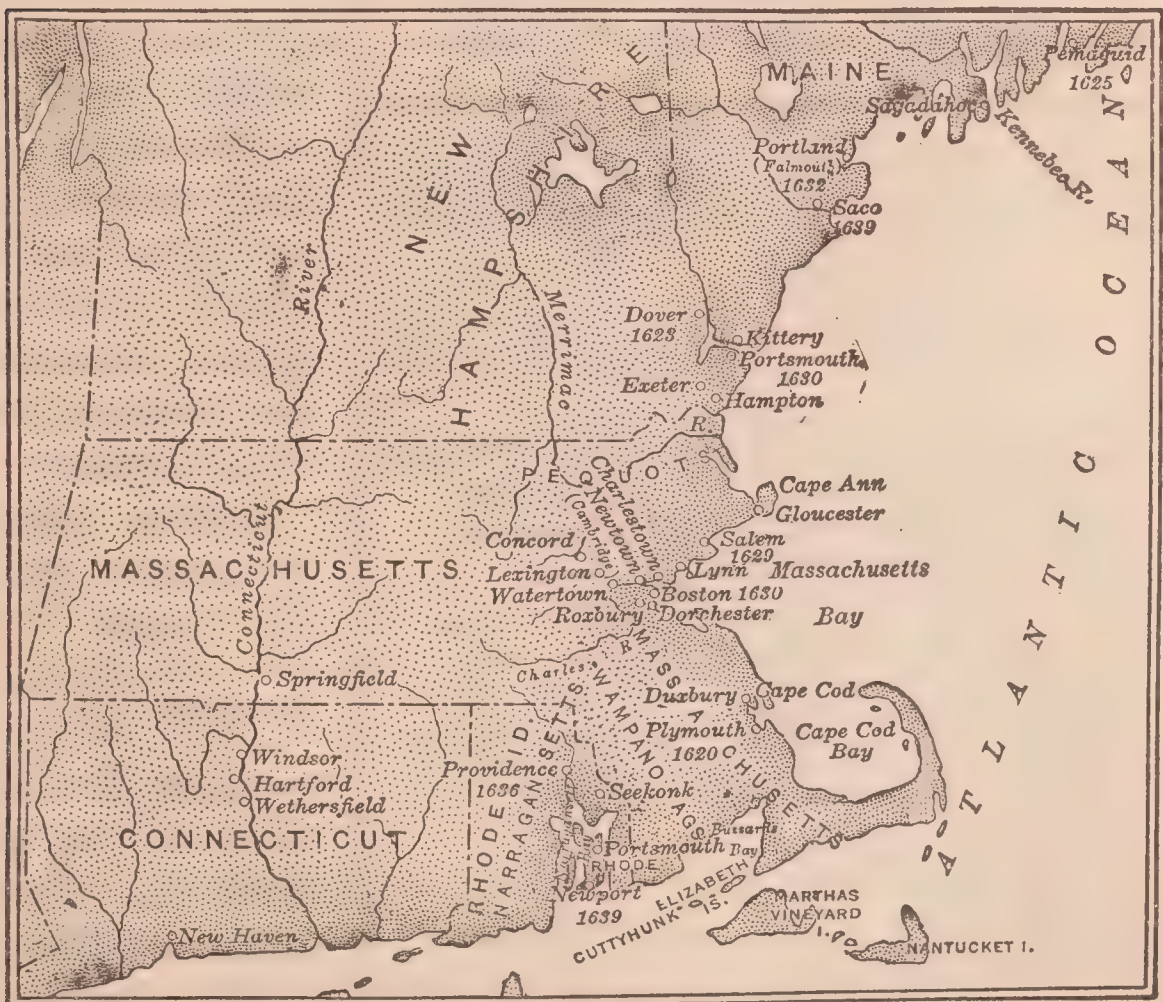 MAINE
Pemaquid
1625
Sagadahoc
Kennebec R.
Portland
(Falmouth)
1632
Saco
1639
NEW
HAMPSHIRE
River
Merrimac
Dover
1623
Kittery
Portsmouth
1630
Exeter
Hampton
R.
Cape Ann
Gloucester
Charlestown
Newtown
(Cambridge)
Concord
Salem
1629
MASSACHUSETTS
Connecticut
Lexington
Lynn
Massachusetts
Bay
Watertown
Boston 1630
Roxbury
Dorchester
Charles R.
Springfield
MASSACHUSETTS
WAMPANOAGS
Duxbury
Cape Cod
Plymouth
1620
Cape Cod
Bay
ATLANTIC OCEAN
Windsor
Hartford
Wethersfield
CONNECTICUT
New Haven
Providence
1636
Seekonk
RHODE
NARRAGANSETTS
Portsmouth
RHODE
Newport
1639
Buzzards
Bay
ELIZABETH
IS.
CUTTYHUNK
MARTHAS
VINEYARD
I.
NANTUCKET I.